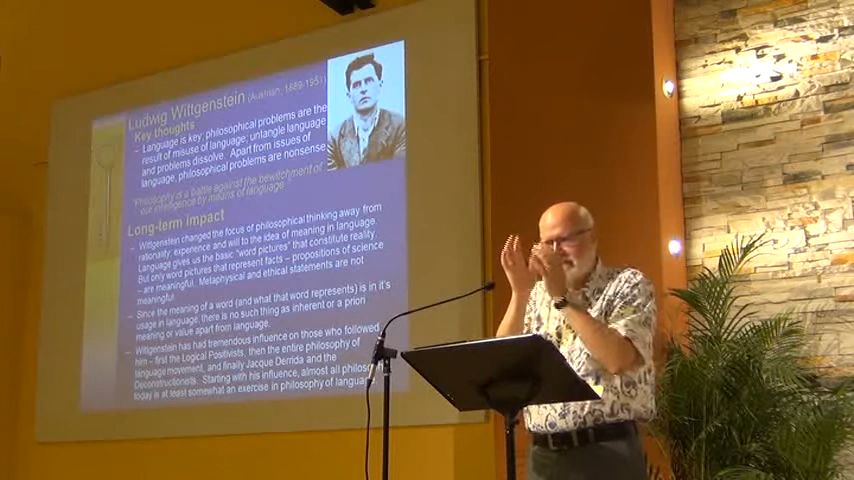 Ludwig Wittgenstein (Austrian, 1889-1951)
Key thoughts
– Language is key; philosophical problems are the
result of misuse of language; untangle language
and problems dissolve. Apart from issues of
language, philosophical problems are nonsense
"Philosophy is a battle against the bewitchment of
our intelligence by means of language"
Long-term impact
– Wittgenstein changed the focus of philosophical thinking away from
rationality, experience and will to the idea of meaning in language.
Language gives us the basic "word pictures" that constitute reality.
But only word pictures that represent facts – propositions of science
– are meaningful. Metaphysical and ethical statements are not
meaningful.
– Since the meaning of a word (and what that word represents) is in it's
usage in language, there is no such thing as inherent or a priori
meaning or value apart from language.
– Wittgenstein has had tremendous influence on those who followed
him – first the Logical Positivists, then the entire philosophy of
language movement, and finally Jacque Derrida and the
Deconstructionists. Starting with his influence, almost all
today is at least somewhat an exercise in philosophy of